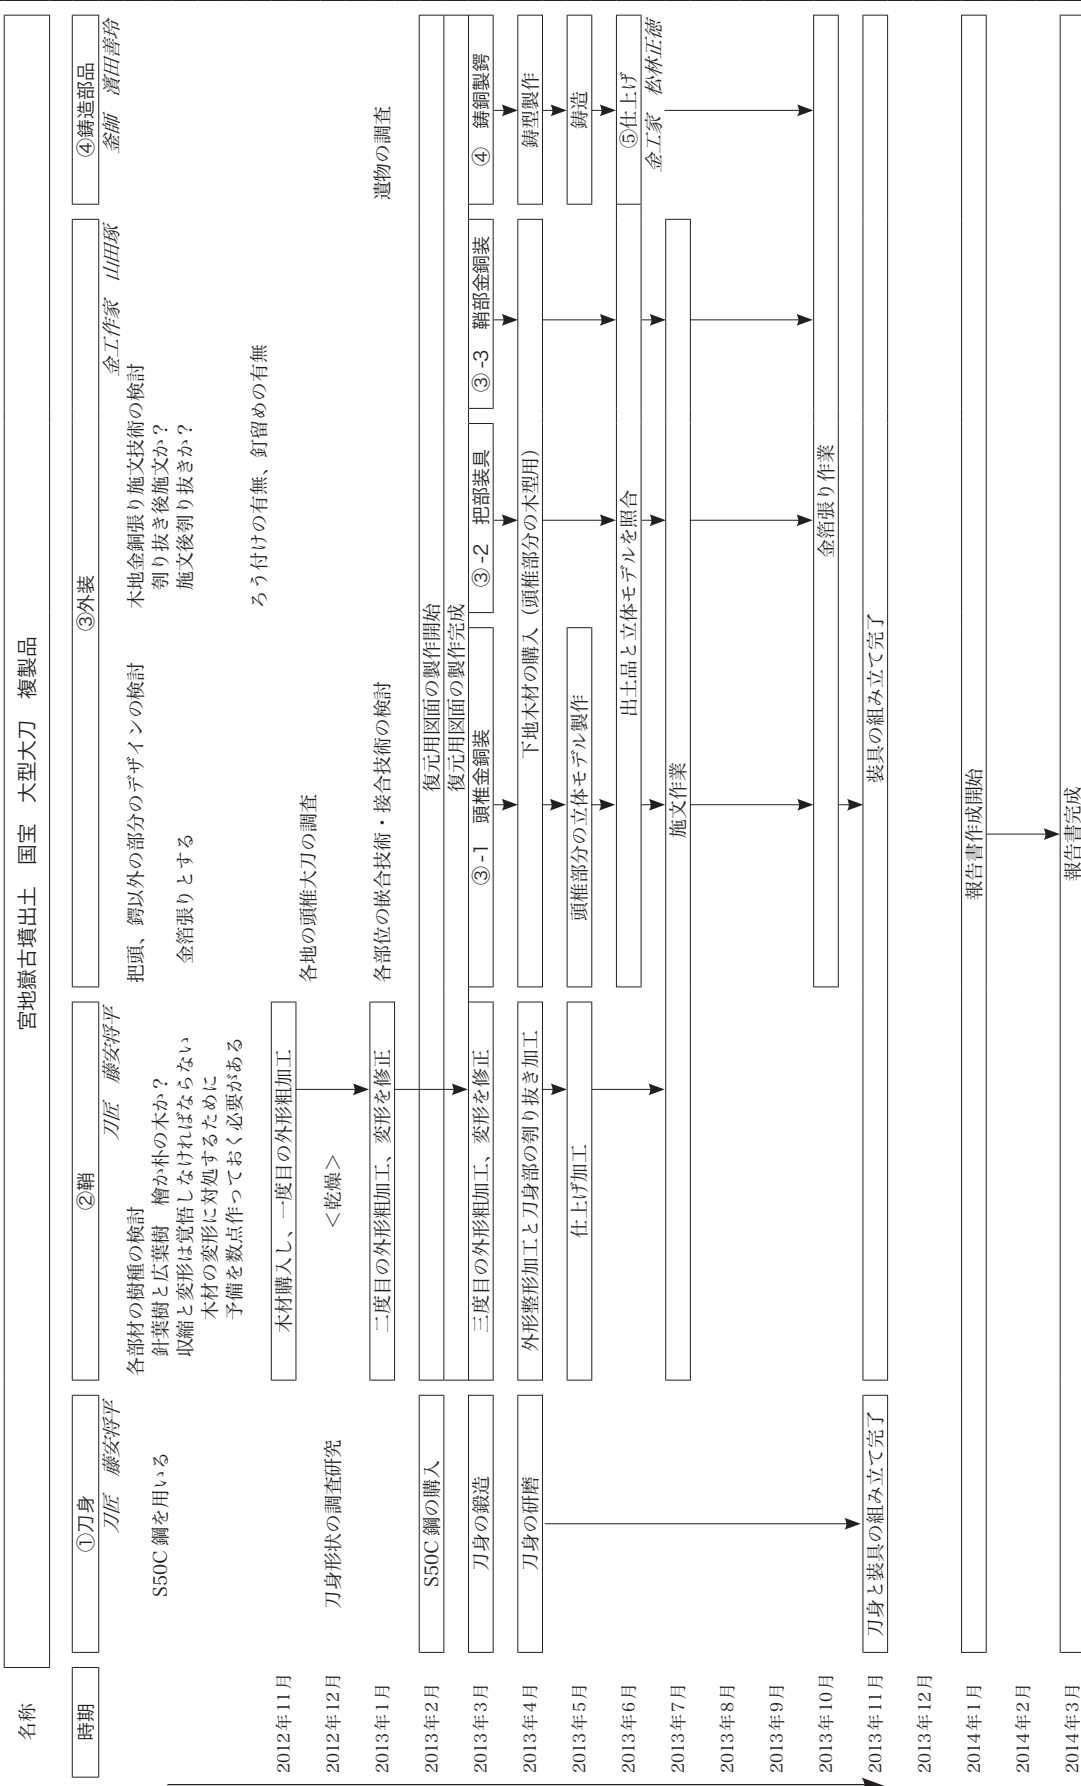 名称
宮地嶽古墳出土　国宝　大型大刀　複製品
時期
①刀身
刀匠　藤安将平
②鞘
刀匠　藤安将平
③外装
金工作家　山田琢
④鋳造部品
釜師　濱田善玲
S50C 鋼を用いる
各部材の樹種の検討
針葉樹と広葉樹　檜か朴の木か？
収縮と変形は覚悟しなければならない
木材の変形に対処するために
予備を数点作っておく必要がある
把頭、鍔以外の部分のデザインの検討
金箔張りとする
木地金銅張り施文技術の検討
刳り抜き後施文か？
施文後刳り抜きか？
ろう付けの有無、釘留めの有無
2012年11月
木材購入し、一度目の外形粗加工
2012年12月
刀身形状の調査研究
＜乾燥＞
各地の頭椎大刀の調査
2013年1月
二度目の外形粗加工、変形を修正
各部位の嵌合技術・接合技術の検討
遺物の調査
2013年2月
S50C 鋼の購入
復元用図面の製作開始
復元用図面の製作完成
2013年3月
刀身の鍛造
三度目の外形粗加工、変形を修正
③-1　頭椎金銅装
③-2　把部装具
③-3　鞘部金銅装
④　鋳銅製鍔
2013年4月
刀身の研磨
外形整形加工と刀身部の刳り抜き加工
下地木材の購入（頭椎部分の木型用）
鋳型製作
2013年5月
仕上げ加工
頭椎部分の立体モデル製作
鋳造
2013年6月
出土品と立体モデルを照合
⑤仕上げ
金工家　松林正徳
2013年7月
施文作業
2013年8月
2013年9月
2013年10月
金箔張り作業
2013年11月
刀身と装具の組み立て完了
装具の組み立て完了
2013年12月
2014年1月
報告書作成開始
2014年2月
2014年3月
報告書完成